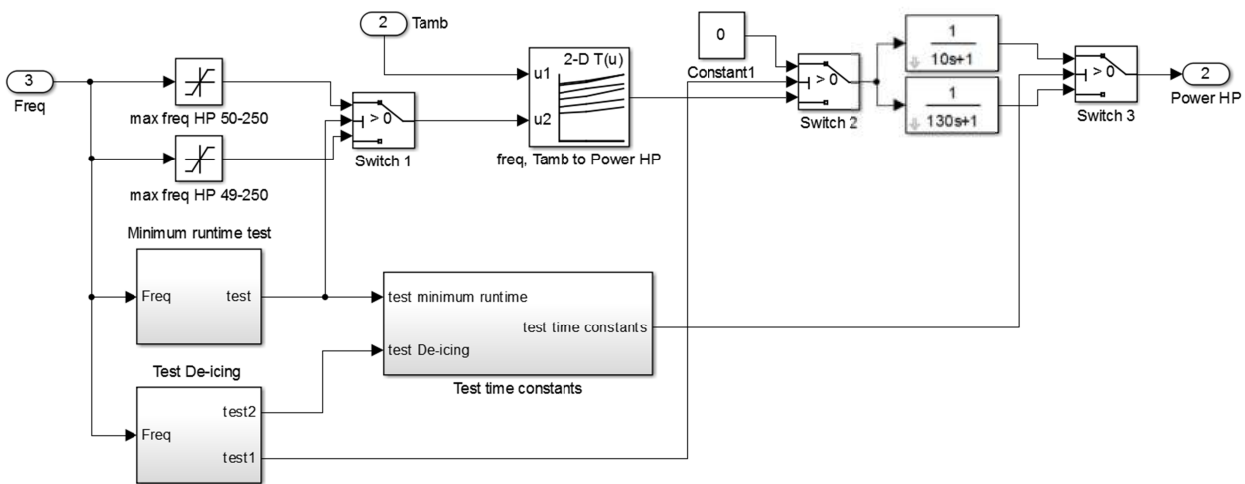 2
Tamb
3
Freq
max freq HP 50-250
max freq HP 49-250
> 0
Switch 1
2-D T(u)
u1
u2
freq, Tamb to Power HP
0
Constant1
> 0
Switch 2
1
10s+1
1
130s+1
> 0
Switch 3
2
Power HP
Minimum runtime test
Freq
test
test minimum runtime
test De-icing
test time constants
Test time constants
Test De-icing
Freq
test2
test1